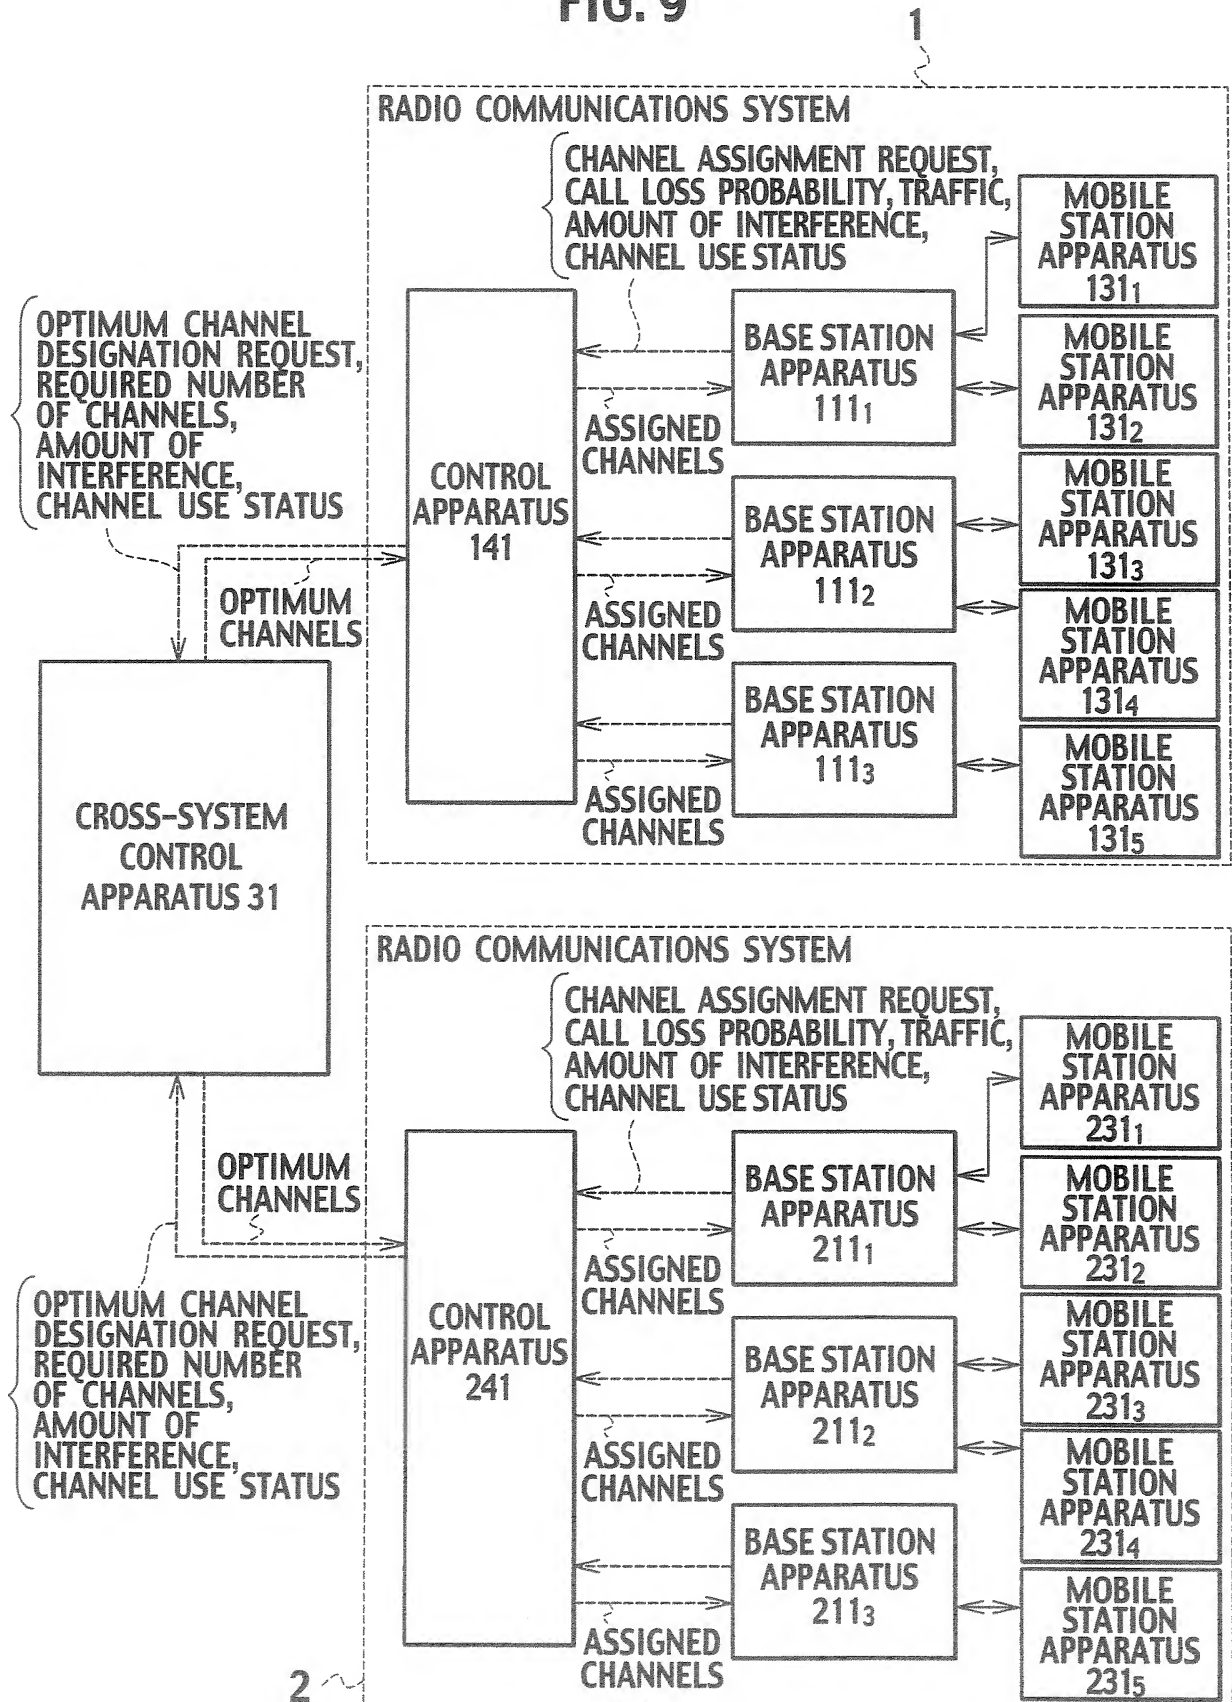 FIG. 9
1
RADIO COMMUNICATIONS SYSTEM
CHANNEL ASSIGNMENT REQUEST,
CALL LOSS PROBABILITY, TRAFFIC,
AMOUNT OF INTERFERENCE,
CHANNEL USE STATUS
MOBILE
STATION
APPARATUS
131₁
OPTIMUM CHANNEL
DESIGNATION REQUEST,
REQUIRED NUMBER
OF CHANNELS,
AMOUNT OF
INTERFERENCE,
CHANNEL USE STATUS
BASE STATION
APPARATUS
111₁
MOBILE
STATION
APPARATUS
131₂
ASSIGNED
CHANNELS
CONTROL
APPARATUS
141
BASE STATION
APPARATUS
111₂
MOBILE
STATION
APPARATUS
131₃
OPTIMUM
CHANNELS
ASSIGNED
CHANNELS
MOBILE
STATION
APPARATUS
131₄
BASE STATION
APPARATUS
111₃
MOBILE
STATION
APPARATUS
131₅
ASSIGNED
CHANNELS
CROSS-SYSTEM
CONTROL
APPARATUS 31
RADIO COMMUNICATIONS SYSTEM
CHANNEL ASSIGNMENT REQUEST,
CALL LOSS PROBABILITY, TRAFFIC,
AMOUNT OF INTERFERENCE,
CHANNEL USE STATUS
MOBILE
STATION
APPARATUS
231₁
OPTIMUM
CHANNELS
BASE STATION
APPARATUS
211₁
MOBILE
STATION
APPARATUS
231₂
ASSIGNED
CHANNELS
OPTIMUM CHANNEL
DESIGNATION REQUEST,
REQUIRED NUMBER
OF CHANNELS,
AMOUNT OF
INTERFERENCE,
CHANNEL USE STATUS
CONTROL
APPARATUS
241
BASE STATION
APPARATUS
211₂
MOBILE
STATION
APPARATUS
231₃
ASSIGNED
CHANNELS
MOBILE
STATION
APPARATUS
231₄
BASE STATION
APPARATUS
211₃
MOBILE
STATION
APPARATUS
231₅
ASSIGNED
CHANNELS
2